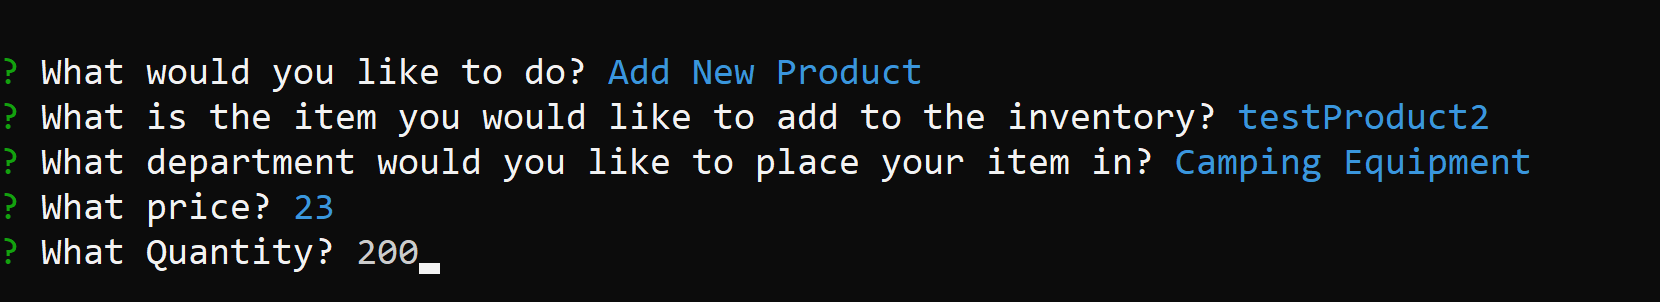 ? What would you like to do? Add New Product
? What is the item you would like to add to the inventory? testProduct2
? What department would you like to place your item in? Camping Equipment
? What price? 23
? What Quantity? 200